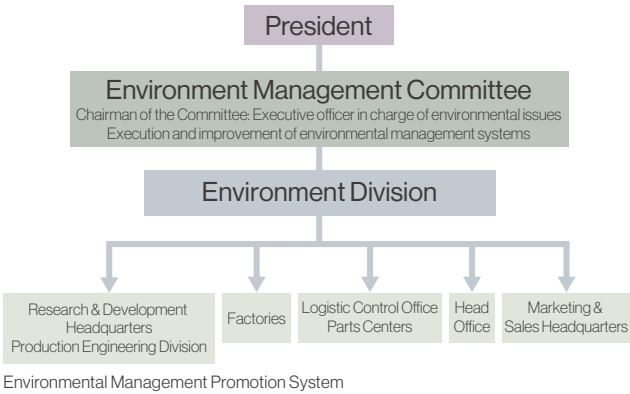 President
Environment Management Committee
Chairman of the Committee: Executive officer in charge of environmental issues
Execution and improvement of environmental management systems
Environment Division
Research & Development
Headquarters
Production Engineering Division
Factories
Logistic Control Office
Parts Centers
Head
Office
Marketing &
Sales Headquarters
Environmental Management Promotion System